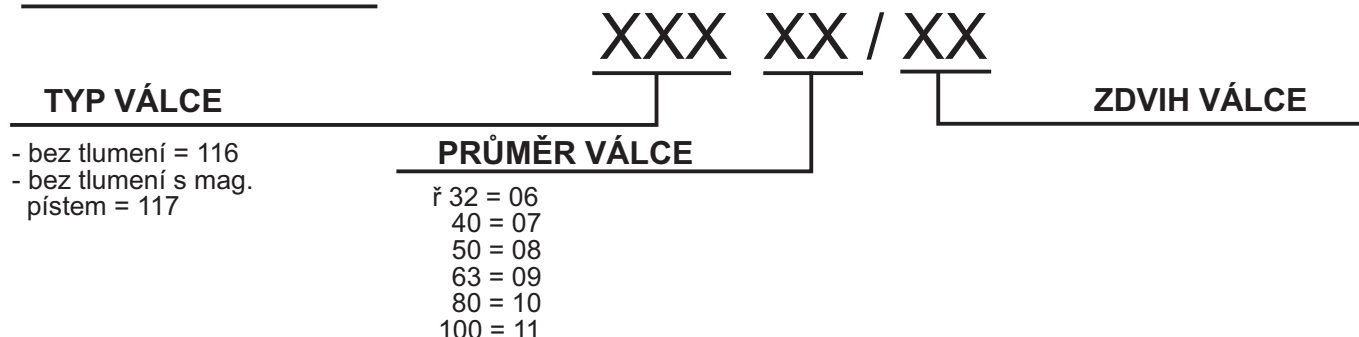 XXX XX / XX
TYP VÁLCE
ZDVIH VÁLCE
- bez tlumení = 116
- bez tlumení s mag.
pístem = 117
PRŮMĚR VÁLCE
ř 32 = 06
40 = 07
50 = 08
63 = 09
80 = 10
100 = 11